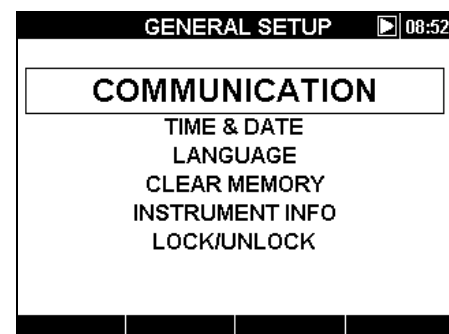 GENERAL SETUP 08:52
COMMUNICATION
TIME & DATE
LANGUAGE
CLEAR MEMORY
INSTRUMENT INFO
LOCK/UNLOCK